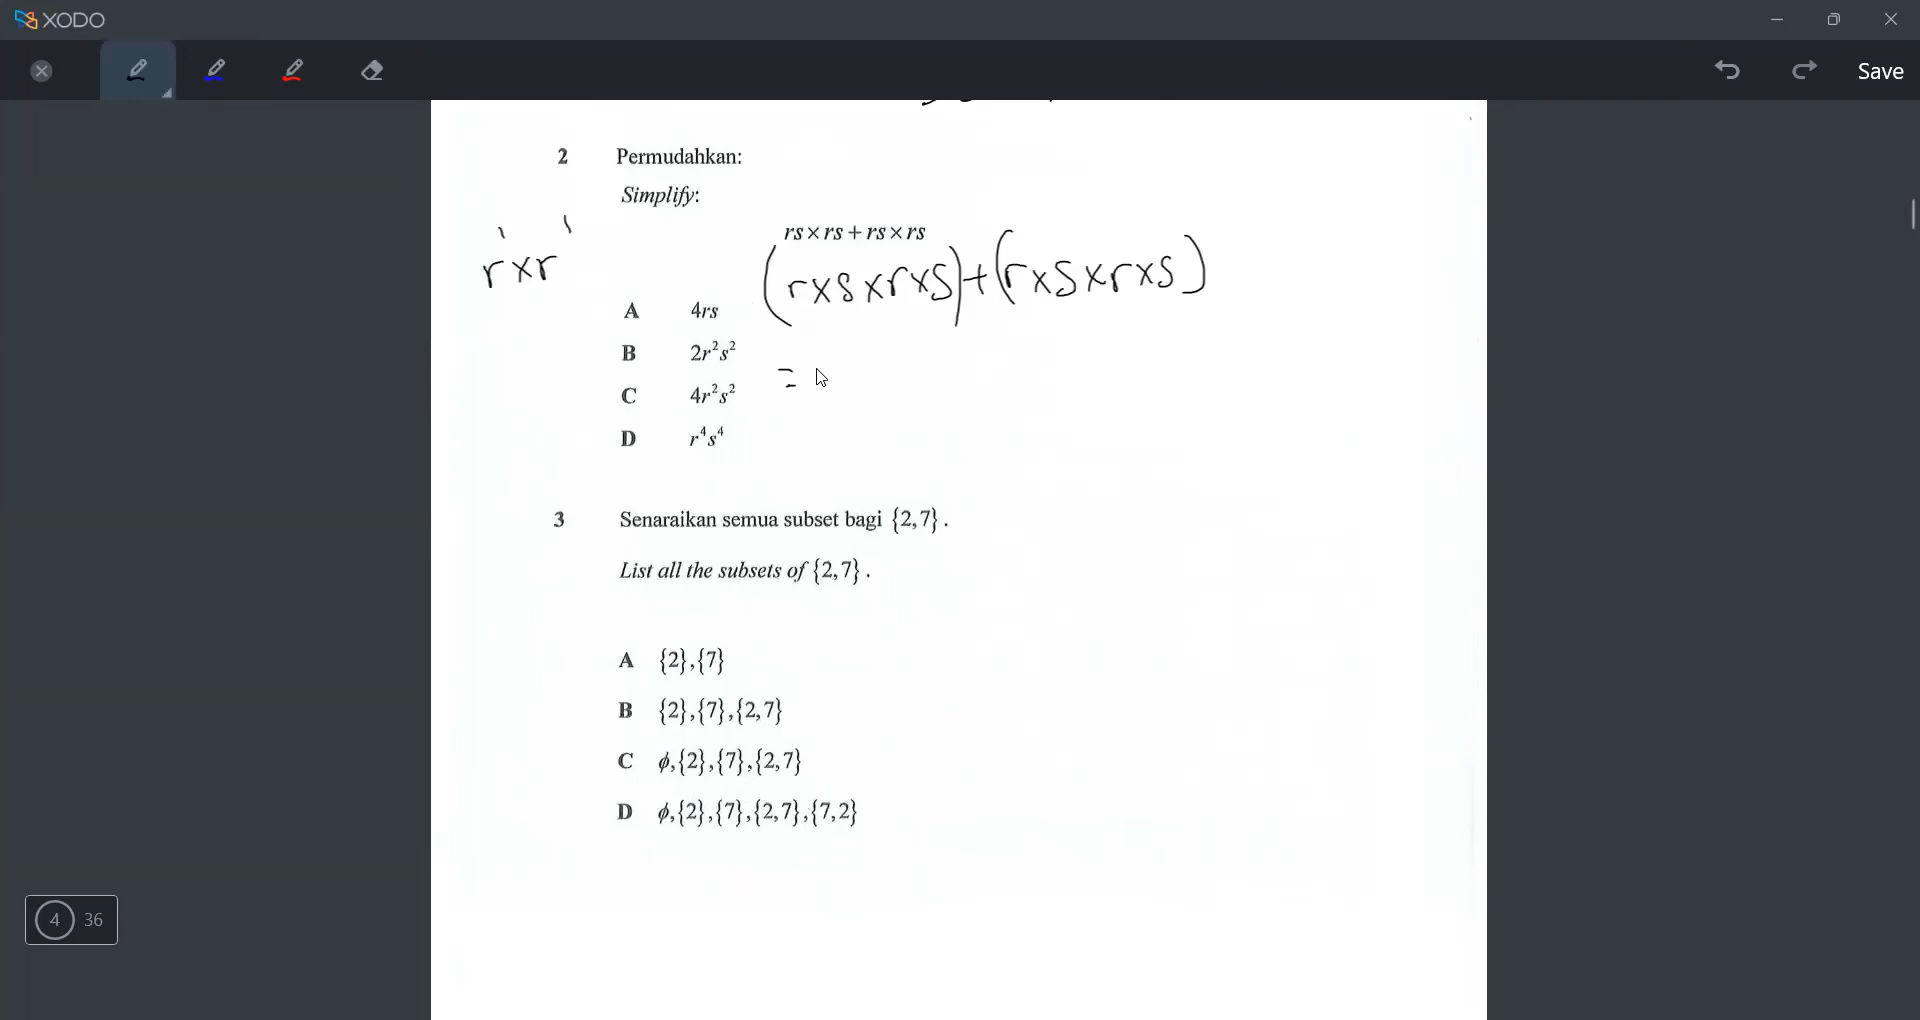 XODO
Save
2 Permudahkan:
Simplify:
rs × rs + rs × rs
r¹ × r¹
(r×s×r×s)+(r×s×r×s)
=
A 4rs
B 2r²s²
C 4r²s²
D r⁴s⁴
3 Senaraikan semua subset bagi {2,7} .
List all the subsets of {2,7} .
A {2},{7}
B {2},{7},{2,7}
C ϕ,{2},{7},{2,7}
D ϕ,{2},{7},{2,7},{7,2}
4 36